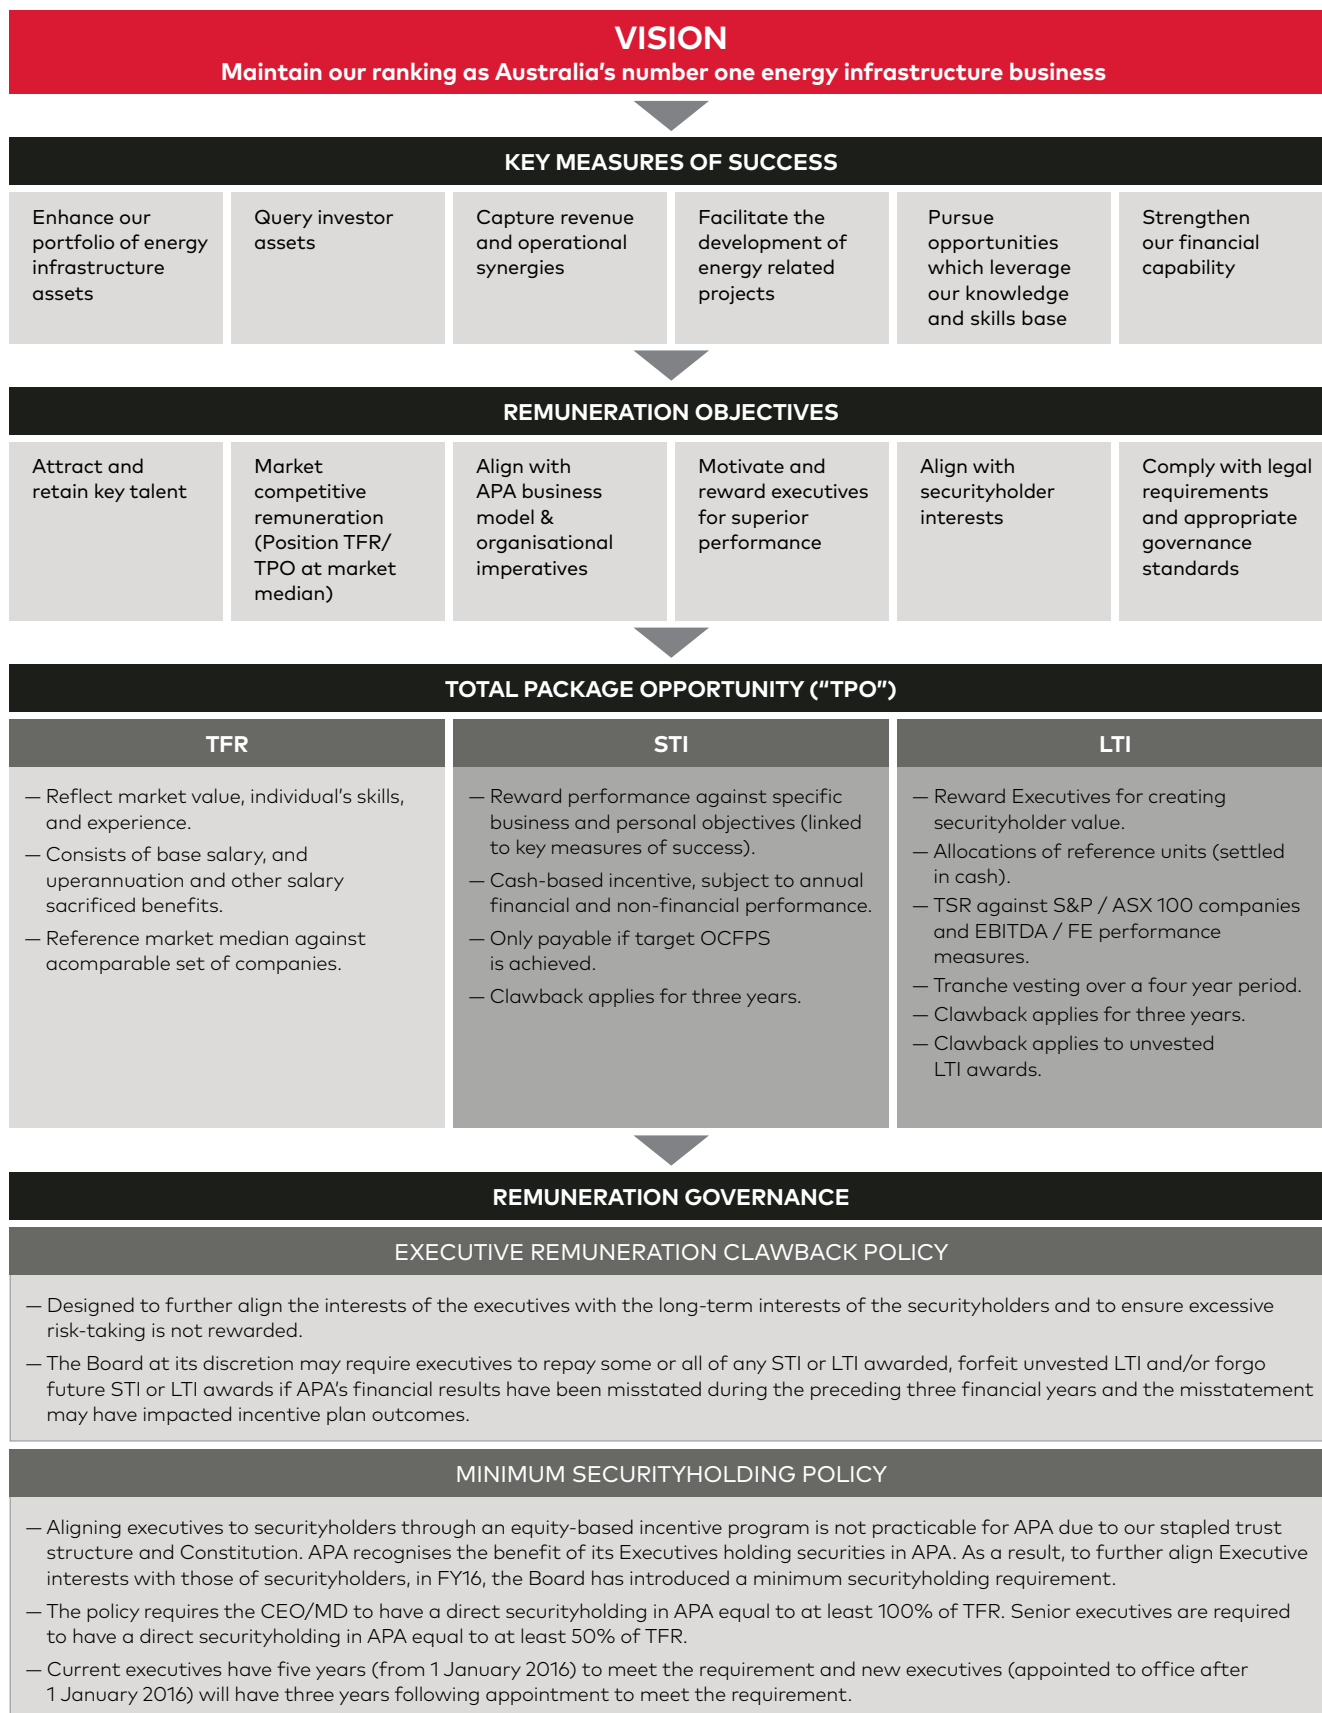 VISION
Maintain our ranking as Australia's number one energy infrastructure business
KEY MEASURES OF SUCCESS
Enhance our
portfolio of energy
infrastructure
assets
Query investor
assets
Capture revenue
and operational
synergies
Facilitate the
development of
energy related
projects
Pursue
opportunities
which leverage
our knowledge
and skills base
Strengthen
our financial
capability
REMUNERATION OBJECTIVES
Attract and
retain key talent
Market
competitive
remuneration
(Position TFR/
TPO at market
median)
Align with
APA business
model &
organisational
imperatives
Motivate and
reward executives
for superior
performance
Align with
securityholder
interests
Comply with legal
requirements
and appropriate
governance
standards
TOTAL PACKAGE OPPORTUNITY (“TPO”)
TFR
— Reflect market value, individual's skills,
and experience.
— Consists of base salary, and
uperannuation and other salary
sacrificed benefits.
— Reference market median against
acomparable set of companies.
STI
— Reward performance against specific
business and personal objectives (linked
to key measures of success).
— Cash-based incentive, subject to annual
financial and non-financial performance.
— Only payable if target OCFPS
is achieved.
— Clawback applies for three years.
LTI
— Reward Executives for creating
securityholder value.
— Allocations of reference units (settled
in cash).
— TSR against S&P / ASX 100 companies
and EBITDA / FE performance
measures.
— Tranche vesting over a four year period.
— Clawback applies for three years.
— Clawback applies to unvested
LTI awards.
REMUNERATION GOVERNANCE
EXECUTIVE REMUNERATION CLAWBACK POLICY
— Designed to further align the interests of the executives with the long-term interests of the securityholders and to ensure excessive
risk-taking is not rewarded.
— The Board at its discretion may require executives to repay some or all of any STI or LTI awarded, forfeit unvested LTI and/or forgo
future STI or LTI awards if APA's financial results have been misstated during the preceding three financial years and the misstatement
may have impacted incentive plan outcomes.
MINIMUM SECURITYHOLDING POLICY
— Aligning executives to securityholders through an equity-based incentive program is not practicable for APA due to our stapled trust
structure and Constitution. APA recognises the benefit of its Executives holding securities in APA. As a result, to further align Executive
interests with those of securityholders, in FY16, the Board has introduced a minimum securityholding requirement.
— The policy requires the CEO/MD to have a direct securityholding in APA equal to at least 100% of TFR. Senior executives are required
to have a direct securityholding in APA equal to at least 50% of TFR.
— Current executives have five years (from 1 January 2016) to meet the requirement and new executives (appointed to office after
1 January 2016) will have three years following appointment to meet the requirement.